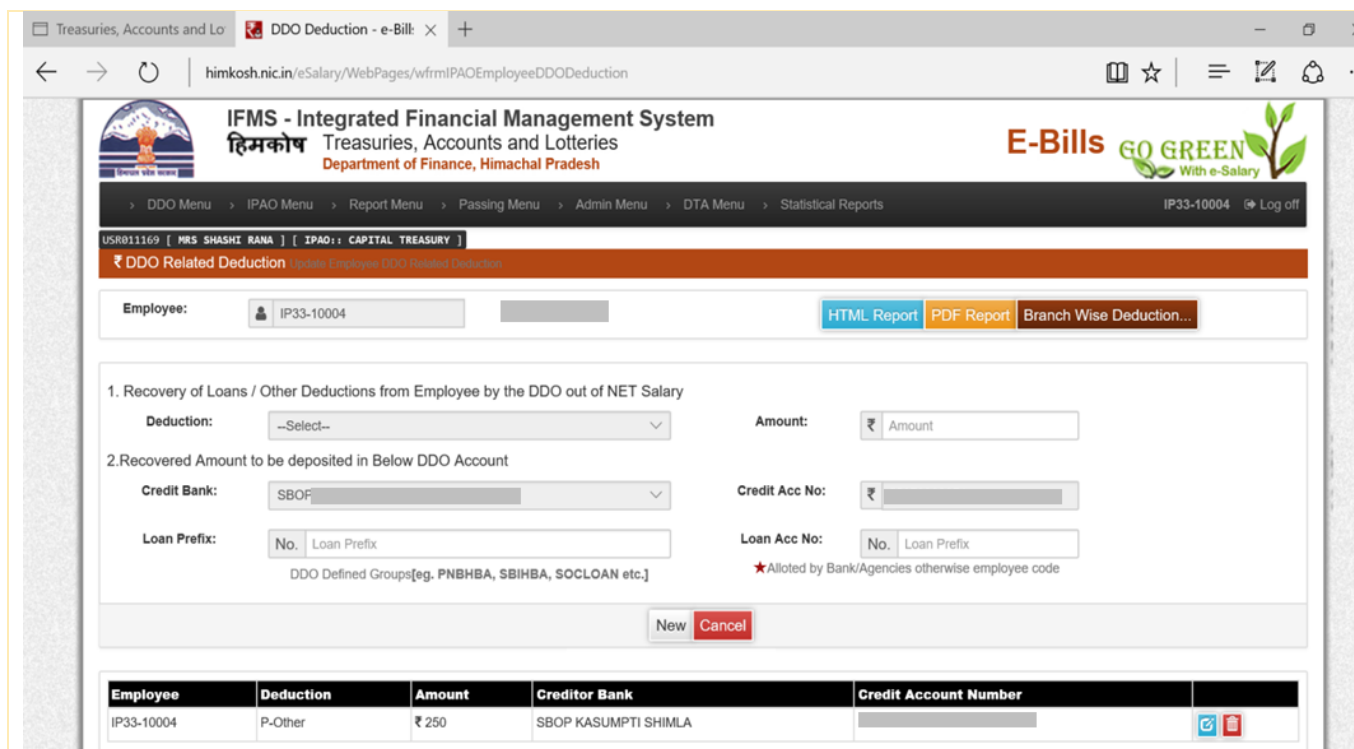 Treasuries, Accounts and Lo
DDO Deduction - e-Bill:
himkosh.nic.in/eSalary/WebPages/wfrmIPAOEmployeeDDODeduction
IFMS - Integrated Financial Management System
हिमकोष Treasuries, Accounts and Lotteries
Department of Finance, Himachal Pradesh
E-Bills GO GREEN
With e-Salary
› DDO Menu › IPAO Menu › Report Menu › Passing Menu › Admin Menu › DTA Menu › Statistical Reports IP33-10004 Log off
USR011169 [ MRS SHASHI RANA ] [ IPAO:: CAPITAL TREASURY ]
₹ DDO Related Deduction Update Employee DDO Related Deduction
Employee: IP33-10004 HTML Report PDF Report Branch Wise Deduction...
1. Recovery of Loans / Other Deductions from Employee by the DDO out of NET Salary
Deduction: --Select-- Amount: ₹ Amount
2.Recovered Amount to be deposited in Below DDO Account
Credit Bank: SBOP Credit Acc No: ₹
Loan Prefix: No. Loan Prefix Loan Acc No: No. Loan Prefix
DDO Defined Groups[eg. PNBHBA, SBIHBA, SOCLOAN etc.] ★Alloted by Bank/Agencies otherwise employee code
New Cancel
Employee Deduction Amount Creditor Bank Credit Account Number
IP33-10004 P-Other ₹ 250 SBOP KASUMPTI SHIMLA